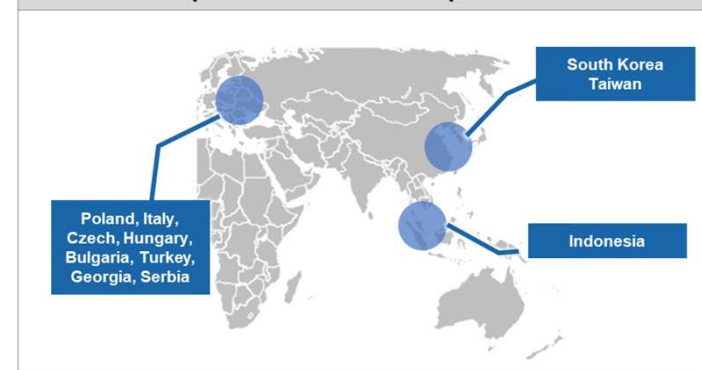 South Korea
Taiwan
Poland, Italy,
Czech, Hungary,
Bulgaria, Turkey,
Georgia, Serbia
Indonesia